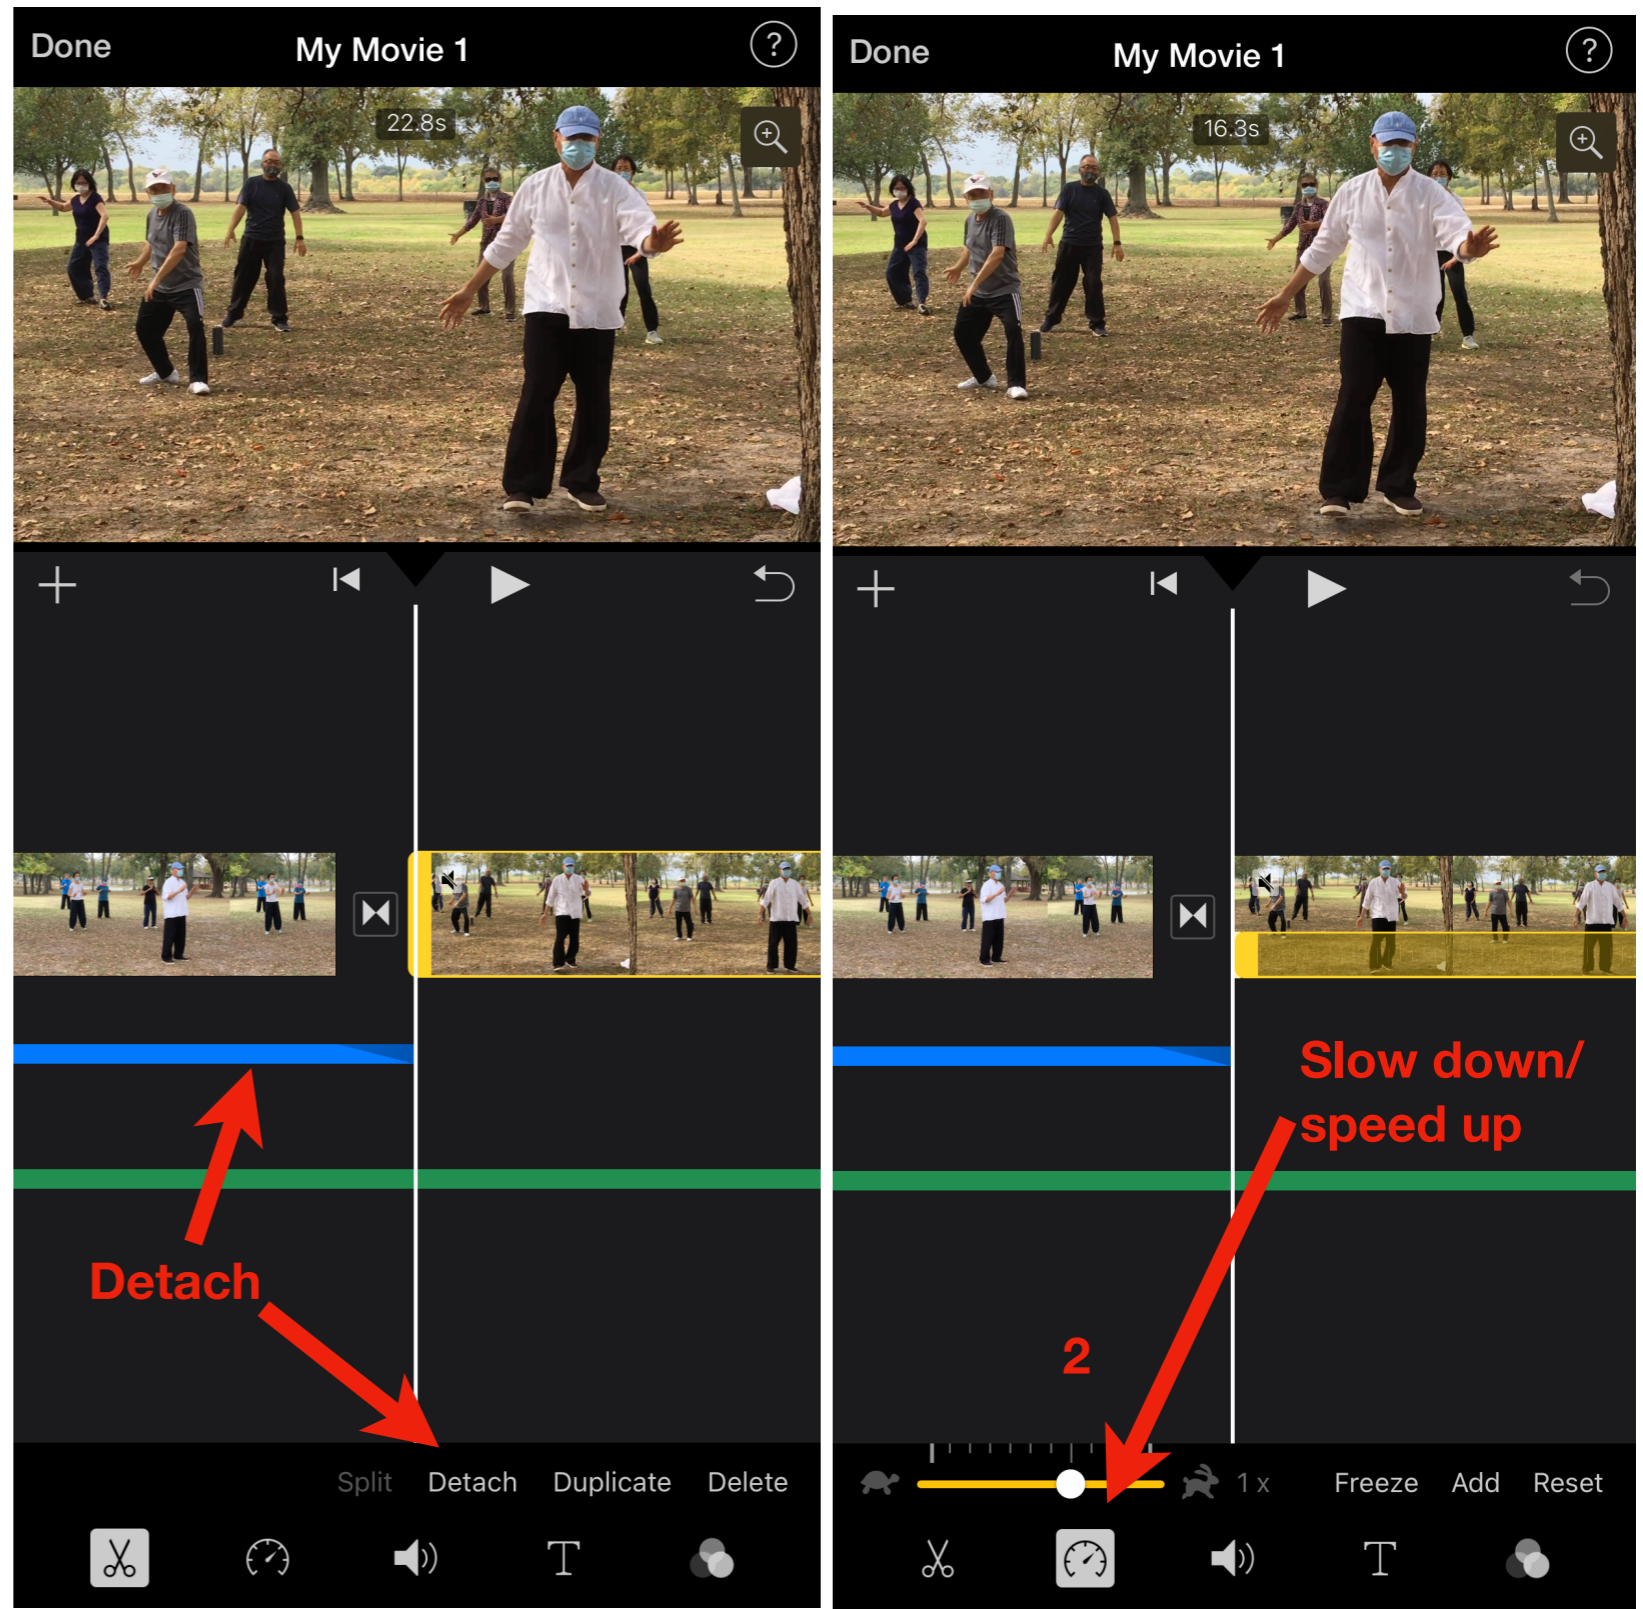 Done
My Movie 1
?
22.8s
Detach
Split
Detach
Duplicate
Delete
T
Done
My Movie 1
?
16.3s
Slow down/
speed up
2
1 x
Freeze
Add
Reset
T